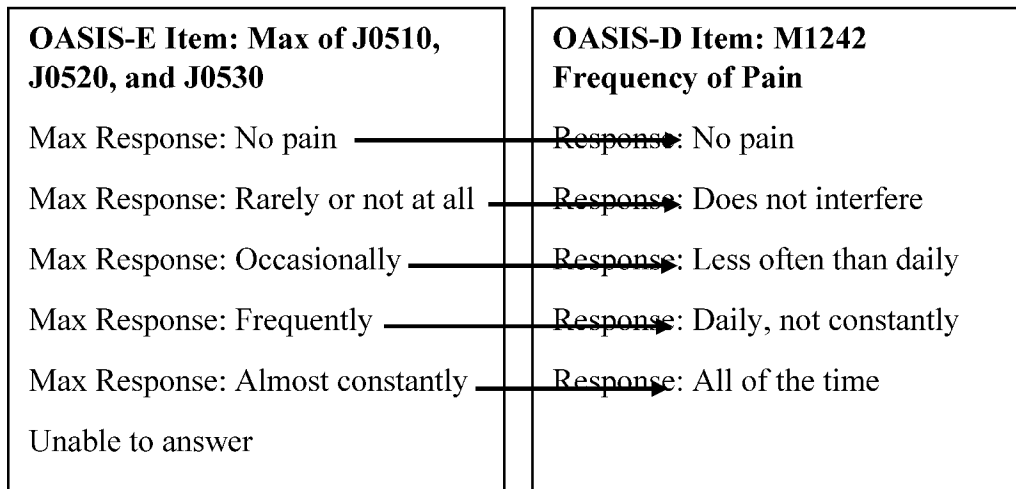 OASIS-E Item: Max of J0510,
J0520, and J0530
Max Response: No pain
Max Response: Rarely or not at all
Max Response: Occasionally
Max Response: Frequently
Max Response: Almost constantly
Unable to answer
OASIS-D Item: M1242
Frequency of Pain
Response: No pain
Response: Does not interfere
Response: Less often than daily
Response: Daily, not constantly
Response: All of the time